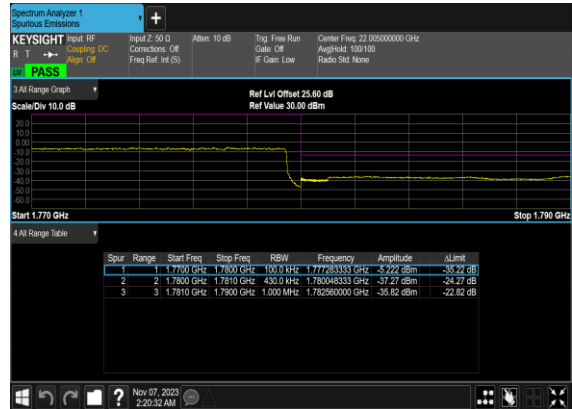 Spectrum Analyzer 1
Spurious Emissions
KEYSIGHT Input: RF Input Z: 50 Ω Atten: 10 dB Trig: Free Run Center Freq: 22.005000000 GHz
R T Coupling: DC Corrections: Off Gate: Off Avg|Hold: 100/100
Align: Off Freq Ref: Int (S) IF Gain: Low Radio Std: None
LW PASS
3 All Range Graph
Ref Lvl Offset 25.60 dB
Scale/Div 10.0 dB Ref Value 30.00 dBm
20.0
10.0
0.00
-10.0
-20.0
-30.0
-40.0
-50.0
-60.0
Start 1.770 GHz Stop 1.790 GHz
4 All Range Table
Spur Range Start Freq Stop Freq RBW Frequency Amplitude ΔLimit
1 1 1.7700 GHz 1.7800 GHz 100.0 kHz 1.777283333 GHz -5.222 dBm -35.22 dB
2 2 1.7800 GHz 1.7810 GHz 430.0 kHz 1.780048333 GHz -37.27 dBm -24.27 dB
3 3 1.7810 GHz 1.7900 GHz 1.000 MHz 1.782560000 GHz -35.82 dBm -22.82 dB
? Nov 07, 2023
2:20:32 AM